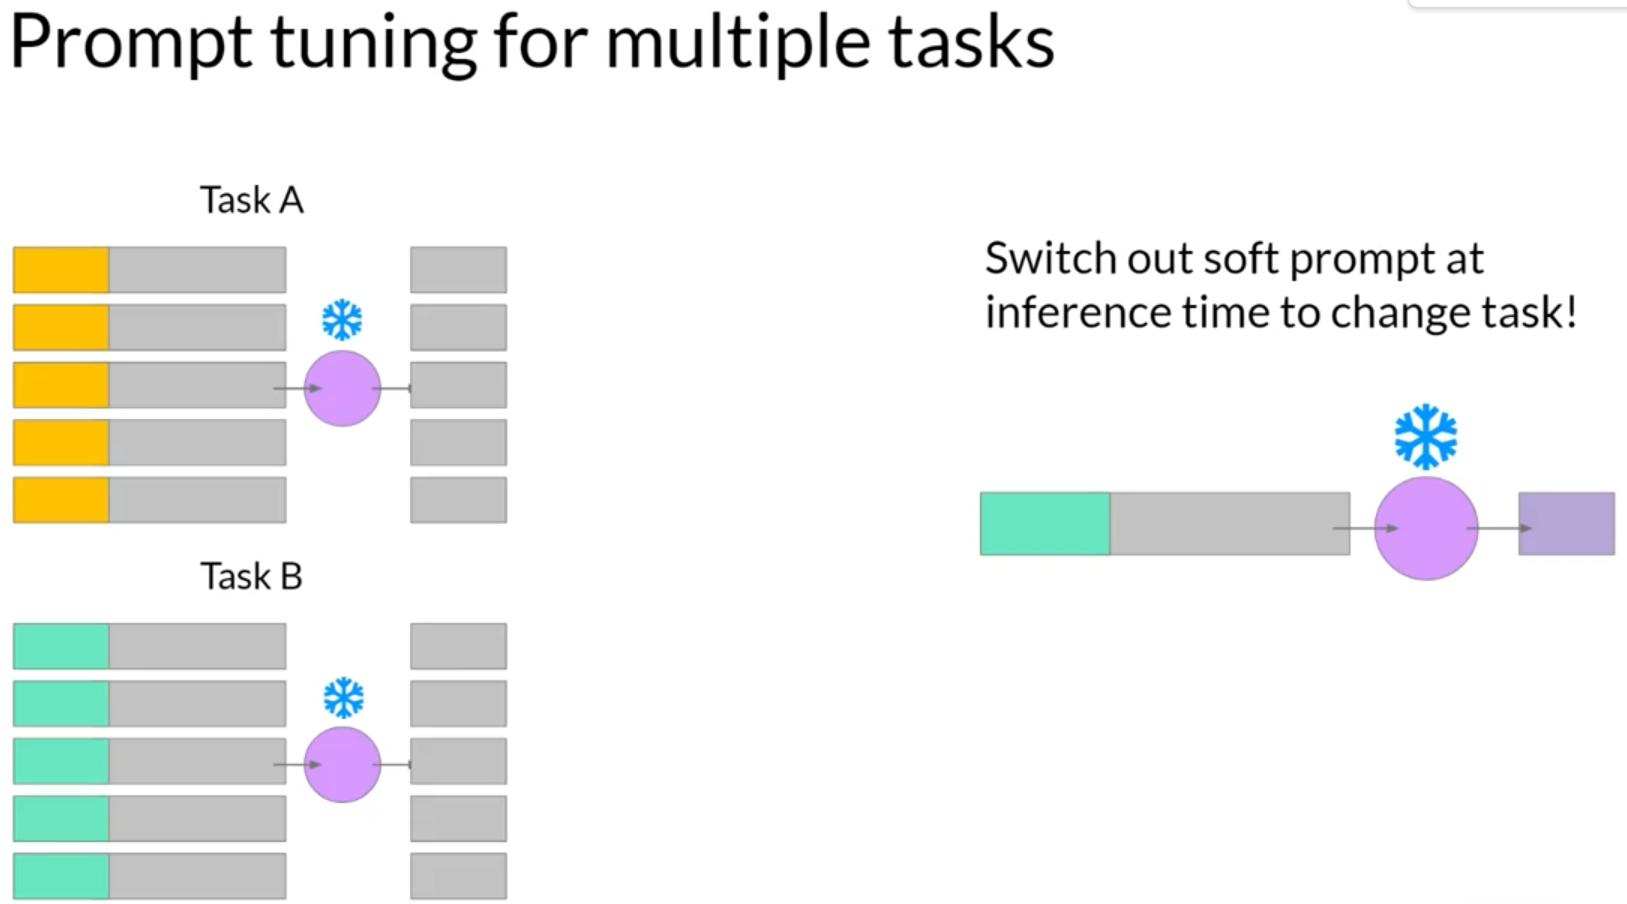 Prompt tuning for multiple tasks
Task A
Switch out soft prompt at
inference time to change task!
Task B